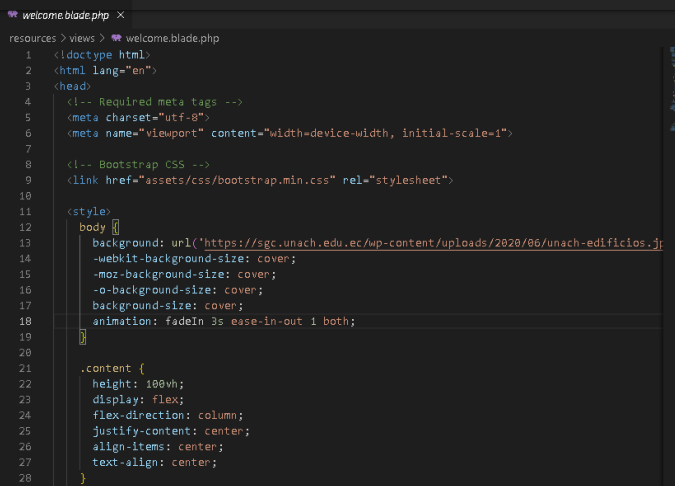 welcome.blade.php ×
resources > views > welcome.blade.php
1 <!doctype html>
2 <html lang="en">
3 <head>
4 <!-- Required meta tags -->
5 <meta charset="utf-8">
6 <meta name="viewport" content="width=device-width, initial-scale=1">
7
8 <!-- Bootstrap CSS -->
9 <link href="assets/css/bootstrap.min.css" rel="stylesheet">
10
11 <style>
12 body {
13 background: url('https://sgc.unach.edu.ec/wp-content/uploads/2020/06/unach-edificios.jp
14 -webkit-background-size: cover;
15 -moz-background-size: cover;
16 -o-background-size: cover;
17 background-size: cover;
18 animation: fadeIn 3s ease-in-out 1 both;
19 }
20
21 .content {
22 height: 100vh;
23 display: flex;
24 flex-direction: column;
25 justify-content: center;
26 align-items: center;
27 text-align: center;
28 }